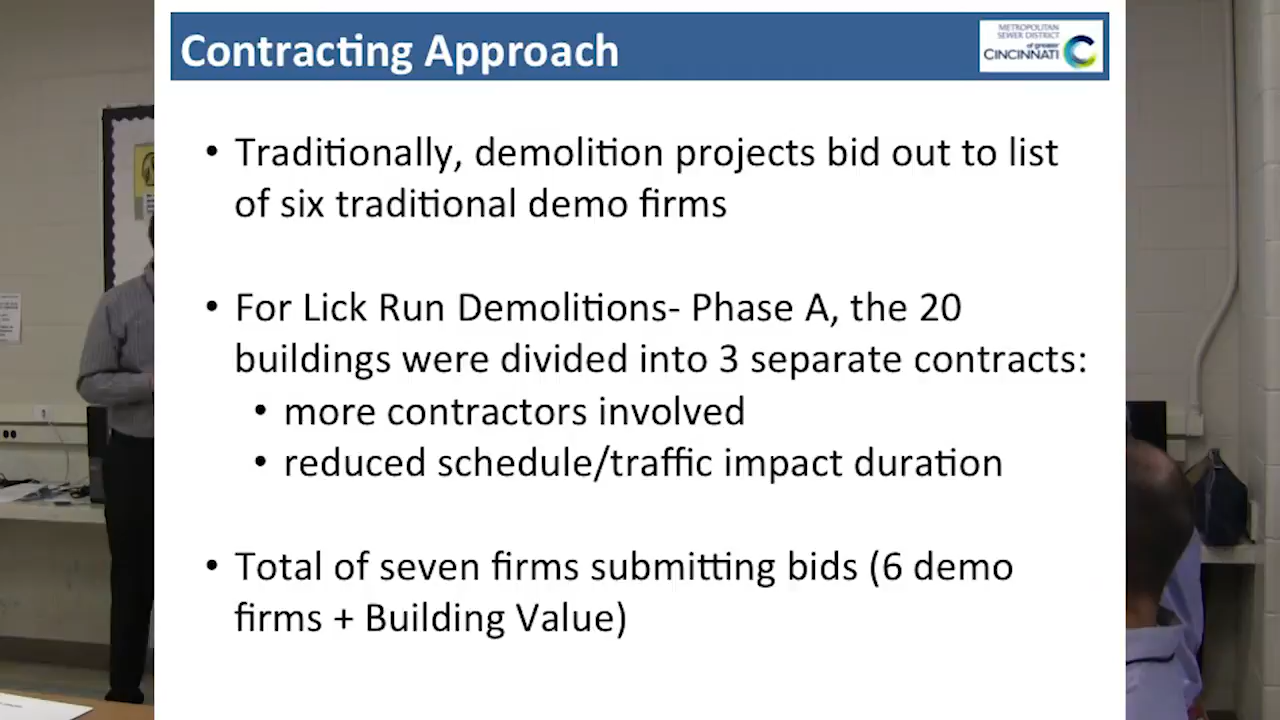 Contracting Approach
METROPOLITAN
SEWER DISTRICT
of greater
CINCINNATI
• Traditionally, demolition projects bid out to list
of six traditional demo firms
• For Lick Run Demolitions- Phase A, the 20
buildings were divided into 3 separate contracts:
• more contractors involved
• reduced schedule/traffic impact duration
• Total of seven firms submitting bids (6 demo
firms + Building Value)